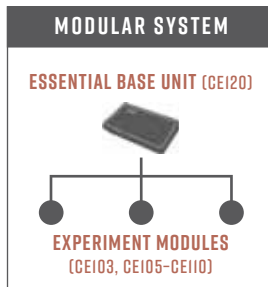 MODULAR SYSTEM
ESSENTIAL BASE UNIT (CE120)
EXPERIMENT MODULES
(CE103, CE105–CE110)